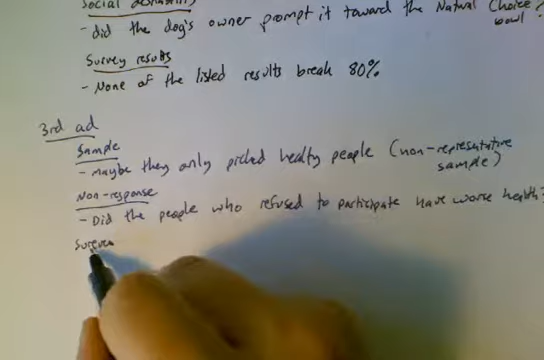 Social
- did the dog's owner prompt it toward the Natural Choice
bowl?
Survey results
- None of the listed results break 80%
3rd ad
Sample
- maybe they only picked healthy people (non-representative
sample)
Non-response
- Did the people who refused to participate have worse health?